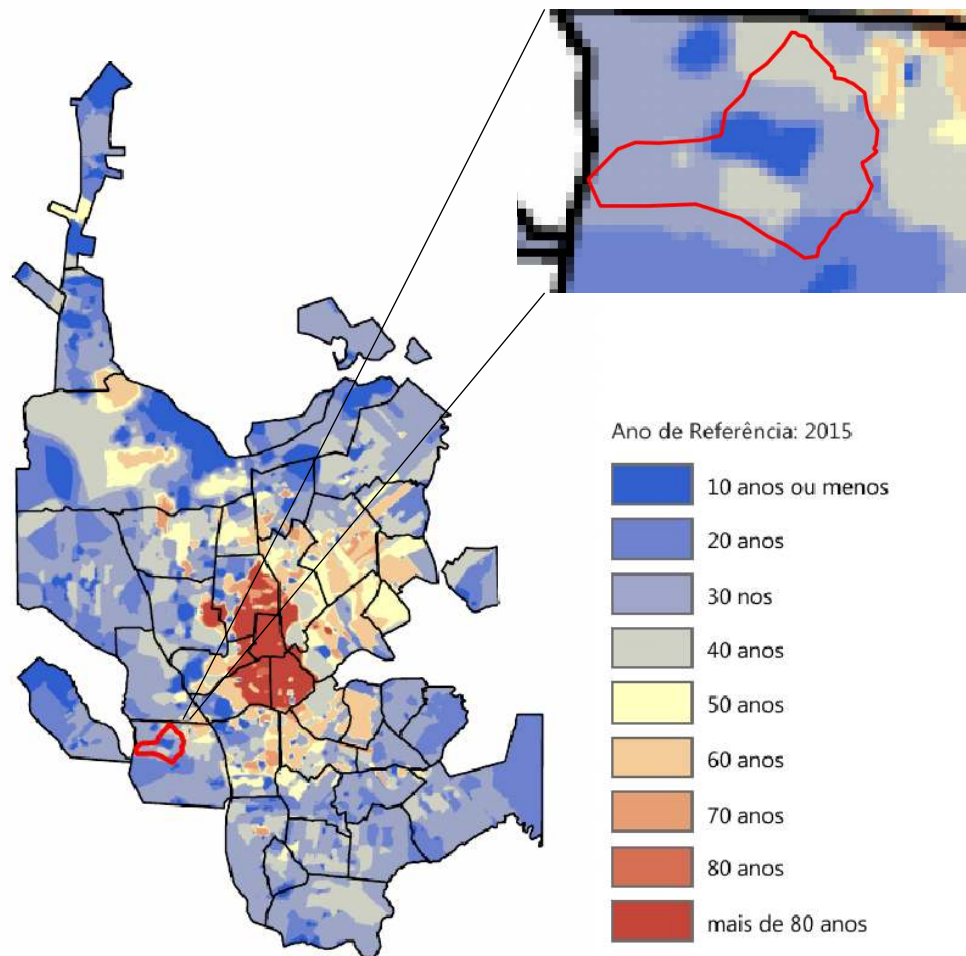 Ano de Referência: 2015
10 anos ou menos
20 anos
30 nos
40 anos
50 anos
60 anos
70 anos
80 anos
mais de 80 anos